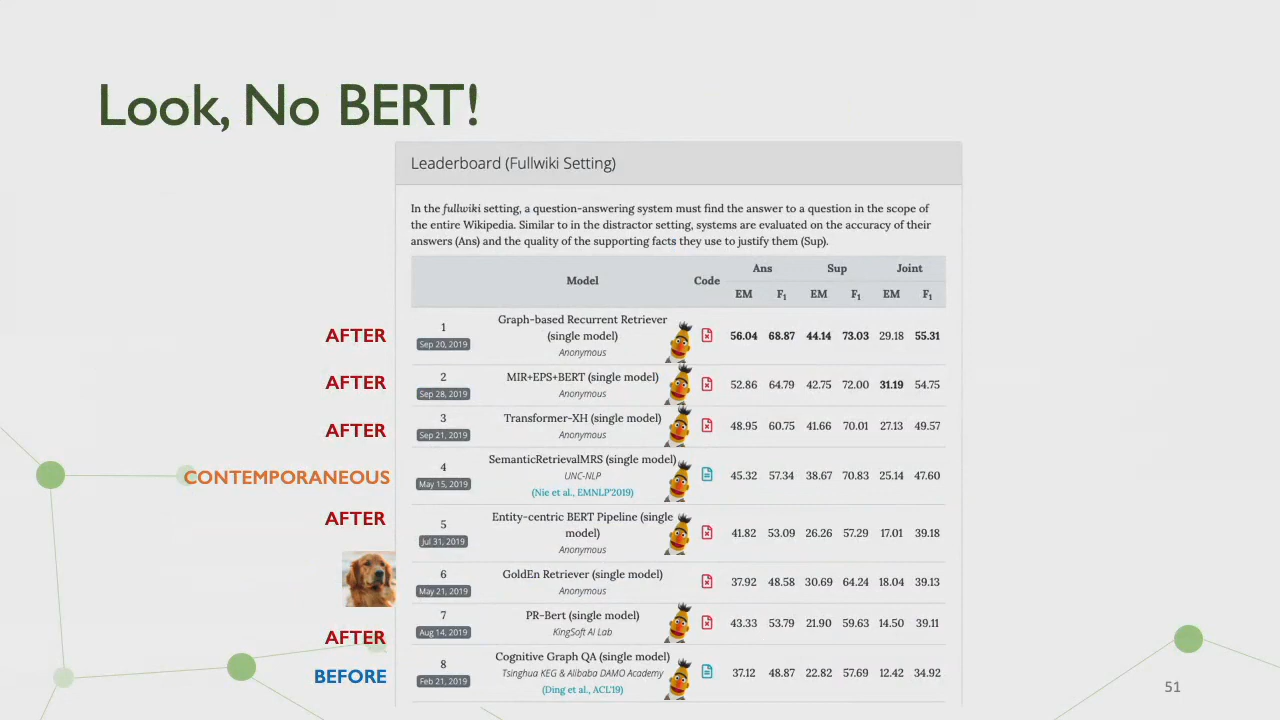 Look, No BERT!
Leaderboard (Fullwiki Setting)
In the fullwiki setting, a question-answering system must find the answer to a question in the scope of
the entire Wikipedia. Similar to in the distractor setting, systems are evaluated on the accuracy of their
answers (Ans) and the quality of the supporting facts they use to justify them (Sup).
Model Code Ans Sup Joint
EM F1 EM F1 EM F1
AFTER 1 Sep 20, 2019 Graph-based Recurrent Retriever
(single model)
Anonymous
56.04 68.87 44.14 73.03 29.18 55.31
AFTER 2 Sep 28, 2019 MIR+EPS+BERT (single model)
Anonymous
52.86 64.79 42.75 72.00 31.19 54.75
AFTER 3 Sep 21, 2019 Transformer-XH (single model)
Anonymous
48.95 60.75 41.66 70.01 27.13 49.57
CONTEMPORANEOUS 4 May 15, 2019 SemanticRetrievalMRS (single model)
UNC-NLP
(Nie et al., EMNLP'2019)
45.32 57.34 38.67 70.83 25.14 47.60
AFTER 5 Jul 31, 2019 Entity-centric BERT Pipeline (single
model)
Anonymous
41.82 53.09 26.26 57.29 17.01 39.18
6 May 21, 2019 GoldEn Retriever (single model)
Anonymous
37.92 48.58 30.69 64.24 18.04 39.13
AFTER 7 Aug 14, 2019 PR-Bert (single model)
KingSoft AI Lab
43.33 53.79 21.90 59.63 14.50 39.11
BEFORE 8 Feb 21, 2019 Cognitive Graph QA (single model)
Tsinghua KEG & Alibaba DAMO Academy
(Ding et al., ACL'19)
37.12 48.87 22.82 57.69 12.42 34.92
51